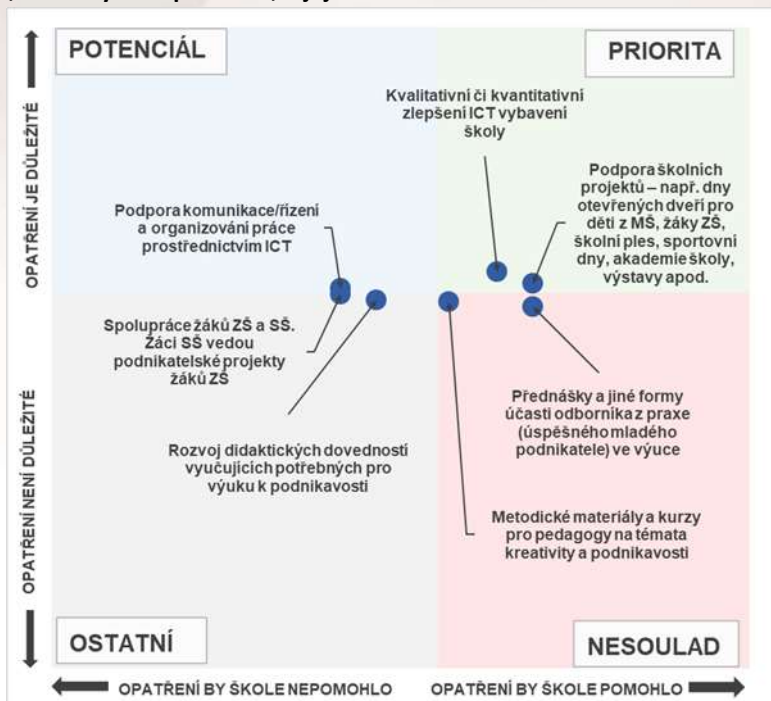 POTENCIÁL
PRIORITA
Kvalitativní či kvantitativní
zlepšení ICT vybavení
školy
Podpora školních
projektů – např. dny
otevřených dveří pro
děti z MŠ, žáky ZŠ,
školní ples, sportovní
dny, akademie školy,
výstavy apod.
Podpora komunikace/řízení
a organizování práce
prostřednictvím ICT
Spolupráce žáků ZŠ a SŠ.
Žáci SŠ vedou
podnikatelské projekty
žáků ZŠ
Rozvoj didaktických dovedností
vyučujících potřebných pro
výuku k podnikavosti
Přednášky a jiné formy
účasti odborníka z praxe
(úspěšného mladého
podnikatele) ve výuce
Metodické materiály a kurzy
pro pedagogy na témata
kreativity a podnikavosti
OSTATNÍ
NESOULAD
OPATŘENÍ JE DŮLEŽITÉ
OPATŘENÍ NENÍ DŮLEŽITÉ
OPATŘENÍ BY ŠKOLE NEPOMOHLO
OPATŘENÍ BY ŠKOLE POMOHLO